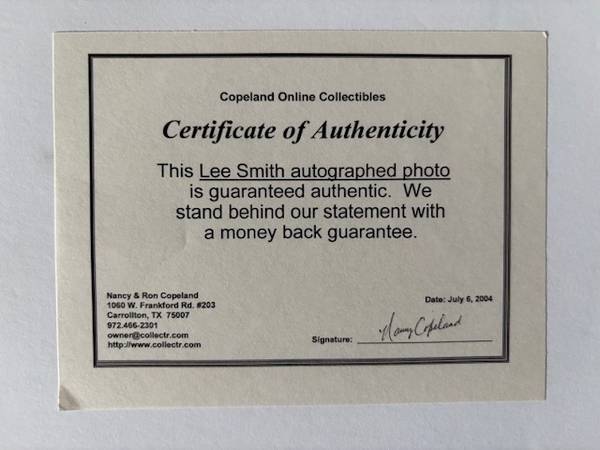 Copeland Online Collectibles
Certificate of Authenticity
This Lee Smith autographed photo
is guaranteed authentic. We
stand behind our statement with
a money back guarantee.
Nancy & Ron Copeland
1060 W. Frankford Rd. #203
Carrollton, TX 75007
972.466-2301
owner@collectr.com
http://www.collectr.com
Date: July 6, 2004
Signature: Nancy Copeland